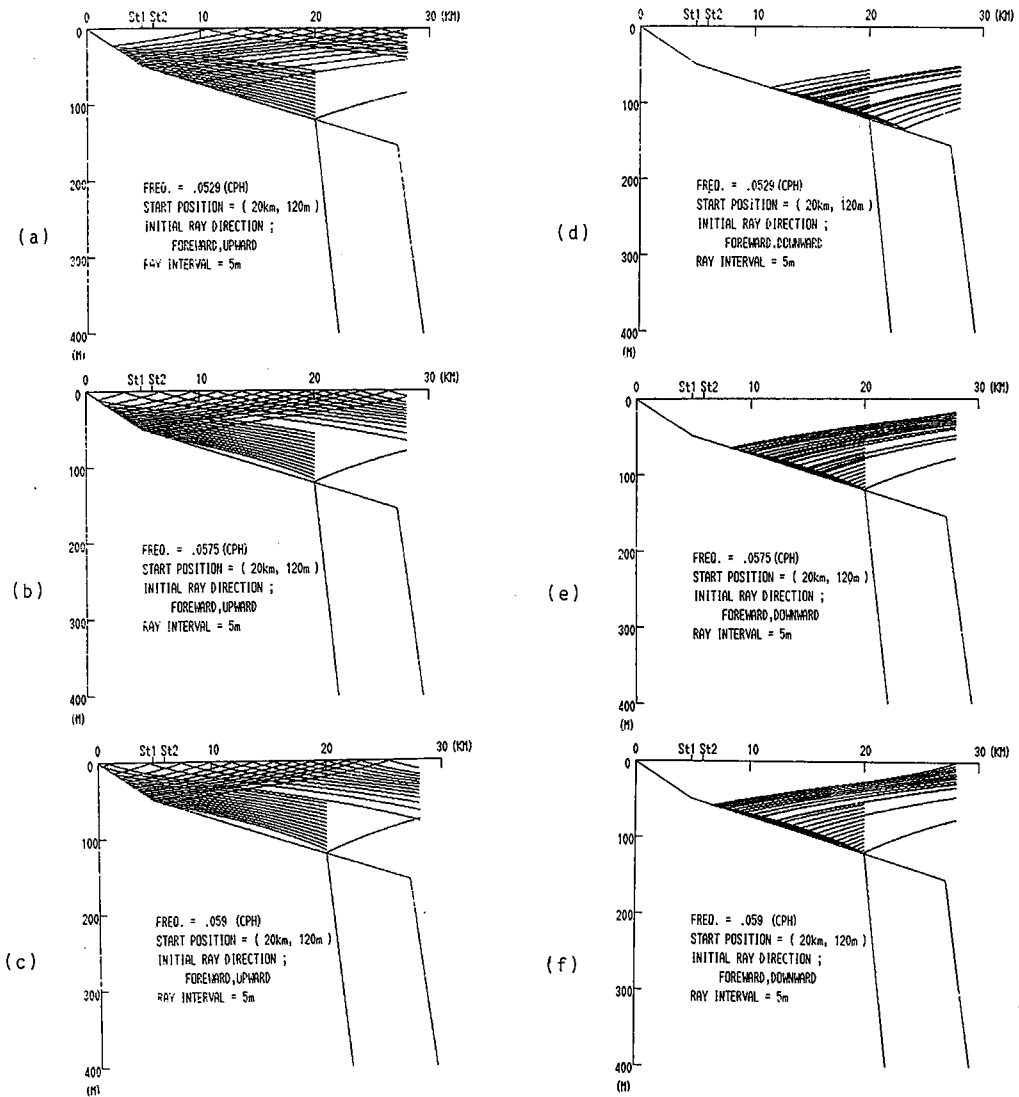 St1 St2
0 10 20 30 (KM)
0
100
200
300
400
(M)
FREQ. = .0529 (CPH)
START POSITION = ( 20km, 120m )
INITIAL RAY DIRECTION ;
FOREWARD,UPWARD
RAY INTERVAL = 5m
(a)
St1 St2
0 10 20 30 (KM)
0
100
200
300
400
(M)
FREQ. = .0529 (CPH)
START POSITION = ( 20km, 120m )
INITIAL RAY DIRECTION ;
FOREWARD,DOWNWARD
RAY INTERVAL = 5m
(d)
St1 St2
0 10 20 30 (KM)
0
100
200
300
400
(M)
FREQ. = .0575 (CPH)
START POSITION = ( 20km, 120m )
INITIAL RAY DIRECTION ;
FOREWARD,UPWARD
RAY INTERVAL = 5m
(b)
St1 St2
0 10 20 30 (KM)
0
100
200
300
400
(M)
FREQ. = .0575 (CPH)
START POSITION = ( 20km, 120m )
INITIAL RAY DIRECTION ;
FOREWARD,DOWNWARD
RAY INTERVAL = 5m
(e)
St1 St2
0 10 20 30 (KM)
0
100
200
300
400
(M)
FREQ. = .059 (CPH)
START POSITION = ( 20km, 120m )
INITIAL RAY DIRECTION ;
FOREWARD,UPWARD
RAY INTERVAL = 5m
(c)
St1 St2
0 10 20 30 (KM)
0
100
200
300
400
(M)
FREQ. = .059 (CPH)
START POSITION = ( 20km, 120m )
INITIAL RAY DIRECTION ;
FOREWARD,DOWNWARD
RAY INTERVAL = 5m
(f)